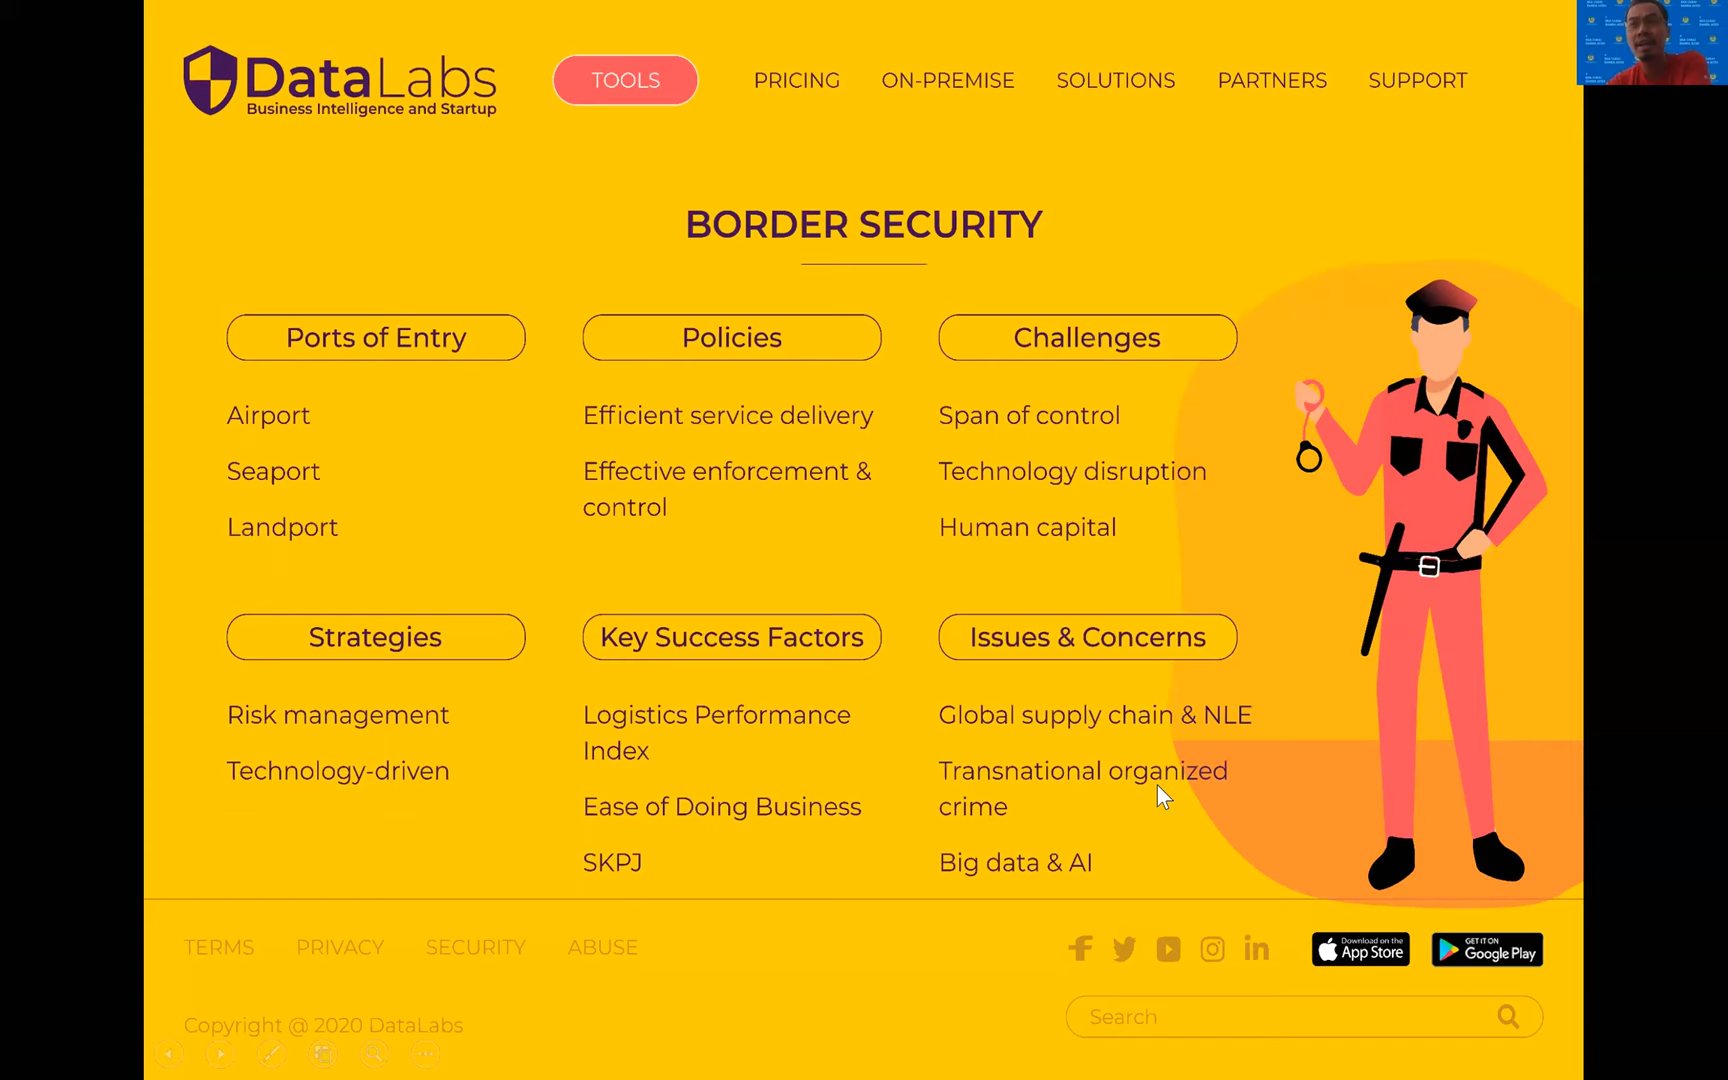 DataLabs
Business Intelligence and Startup
TOOLS
PRICING
ON-PREMISE
SOLUTIONS
PARTNERS
SUPPORT
BORDER SECURITY
Ports of Entry
Airport
Seaport
Landport
Policies
Efficient service delivery
Effective enforcement &
control
Challenges
Span of control
Technology disruption
Human capital
Strategies
Risk management
Technology-driven
Key Success Factors
Logistics Performance
Index
Ease of Doing Business
SKPJ
Issues & Concerns
Global supply chain & NLE
Transnational organized
crime
Big data & AI
TERMS
PRIVACY
SECURITY
ABUSE
Download on the
App Store
GET IT ON
Google Play
Search
Copyright @ 2020 DataLabs